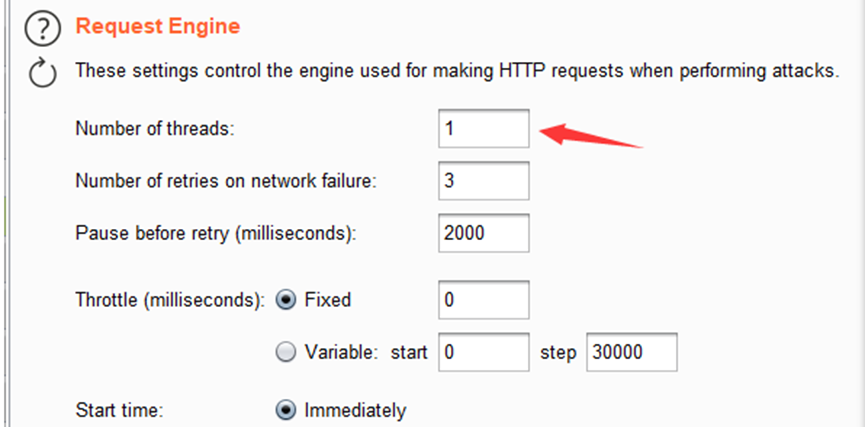 Request Engine
These settings control the engine used for making HTTP requests when performing attacks.
Number of threads: 1
Number of retries on network failure: 3
Pause before retry (milliseconds): 2000
Throttle (milliseconds): Fixed 0
Variable: start 0 step 30000
Start time: Immediately